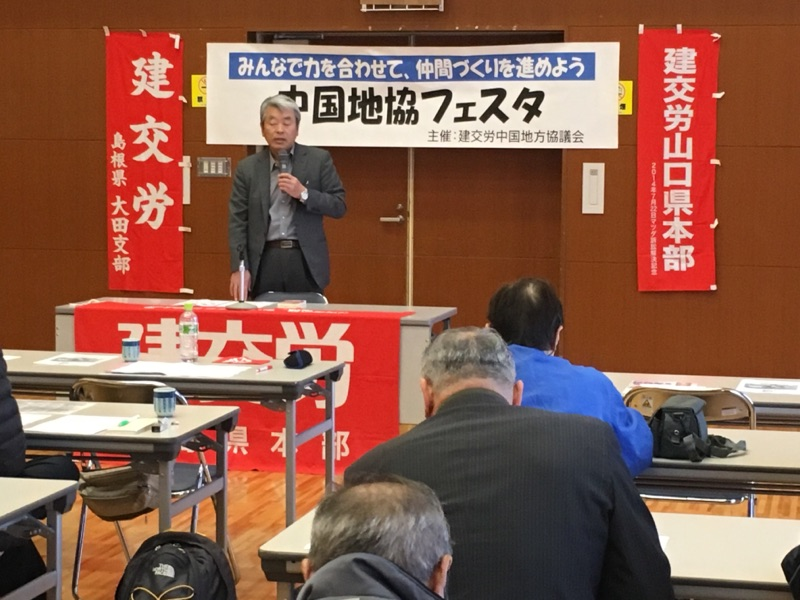 みんなで力を合わせて、仲間づくりを進めよう
中国地協フェスタ
主催:建交労中国地方協議会
建交労
島根県 大田支部
建交労山口県本部
建交労
県本部
THE NORTH FACE